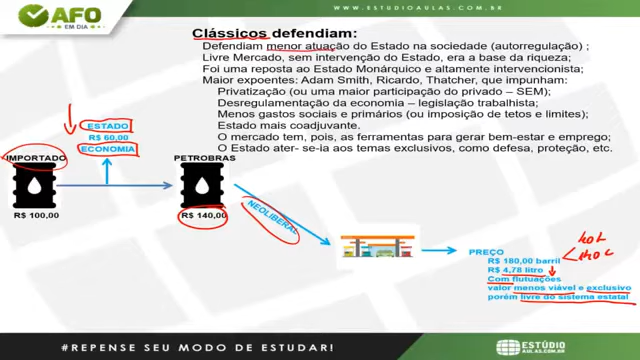 AFO
EM DIA
WWW.ESTUDIOAULAS.COM.BR
Clássicos defendiam:
Defendiam menor atuação do Estado na sociedade (autorregulação) ;
Livre Mercado, sem intervenção do Estado, era a base da riqueza;
Foi uma reposta ao Estado Monárquico e altamente intervencionista;
Maior expoentes: Adam Smith, Ricardo, Thatcher, que impunham:
Privatização (ou uma maior participação do privado – SEM);
Desregulamentação da economia – legislação trabalhista;
Menos gastos sociais e primários (ou imposição de tetos e limites);
Estado mais coadjuvante.
O mercado tem, pois, as ferramentas para gerar bem-estar e emprego;
O Estado ater-se-ia aos temas exclusivos, como defesa, proteção, etc.
ESTADO
R$ 60,00
ECONOMIA
IMPORTADO
PETROBRAS
R$ 100,00
R$ 140,00
NEOLIBERAL
PREÇO
R$ 180,00 barril
R$ 4,78 litro
Com flutuações
valor menos viável e exclusivo
porém livre do sistema estatal
#REPENSE SEU MODO DE ESTUDAR!
ESTÚDIO
AULAS.COM.BR